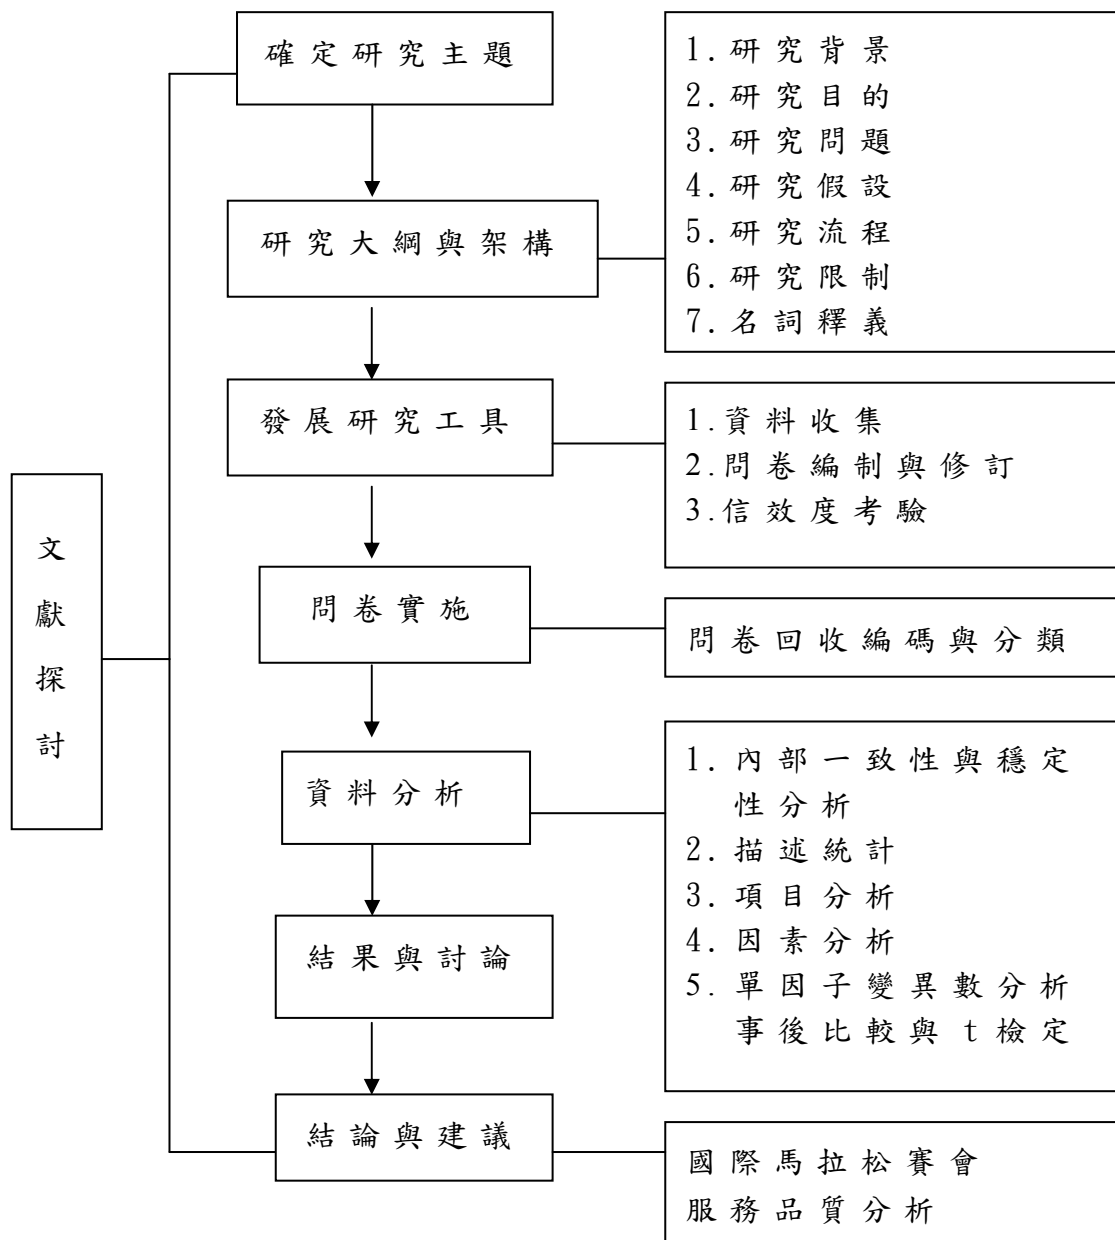 確定研究主題
1.研究背景
2.研究目的
3.研究問題
4.研究假設
5.研究流程
6.研究限制
7.名詞釋義
研究大綱與架構
發展研究工具
1.資料收集
2.問卷編制與修訂
3.信效度考驗
文獻探討
問卷實施
問卷回收編碼與分類
資料分析
1.內部一致性與穩定
性分析
2.描述統計
3.項目分析
4.因素分析
5.單因子變異數分析
事後比較與t檢定
結果與討論
結論與建議
國際馬拉松賽會
服務品質分析